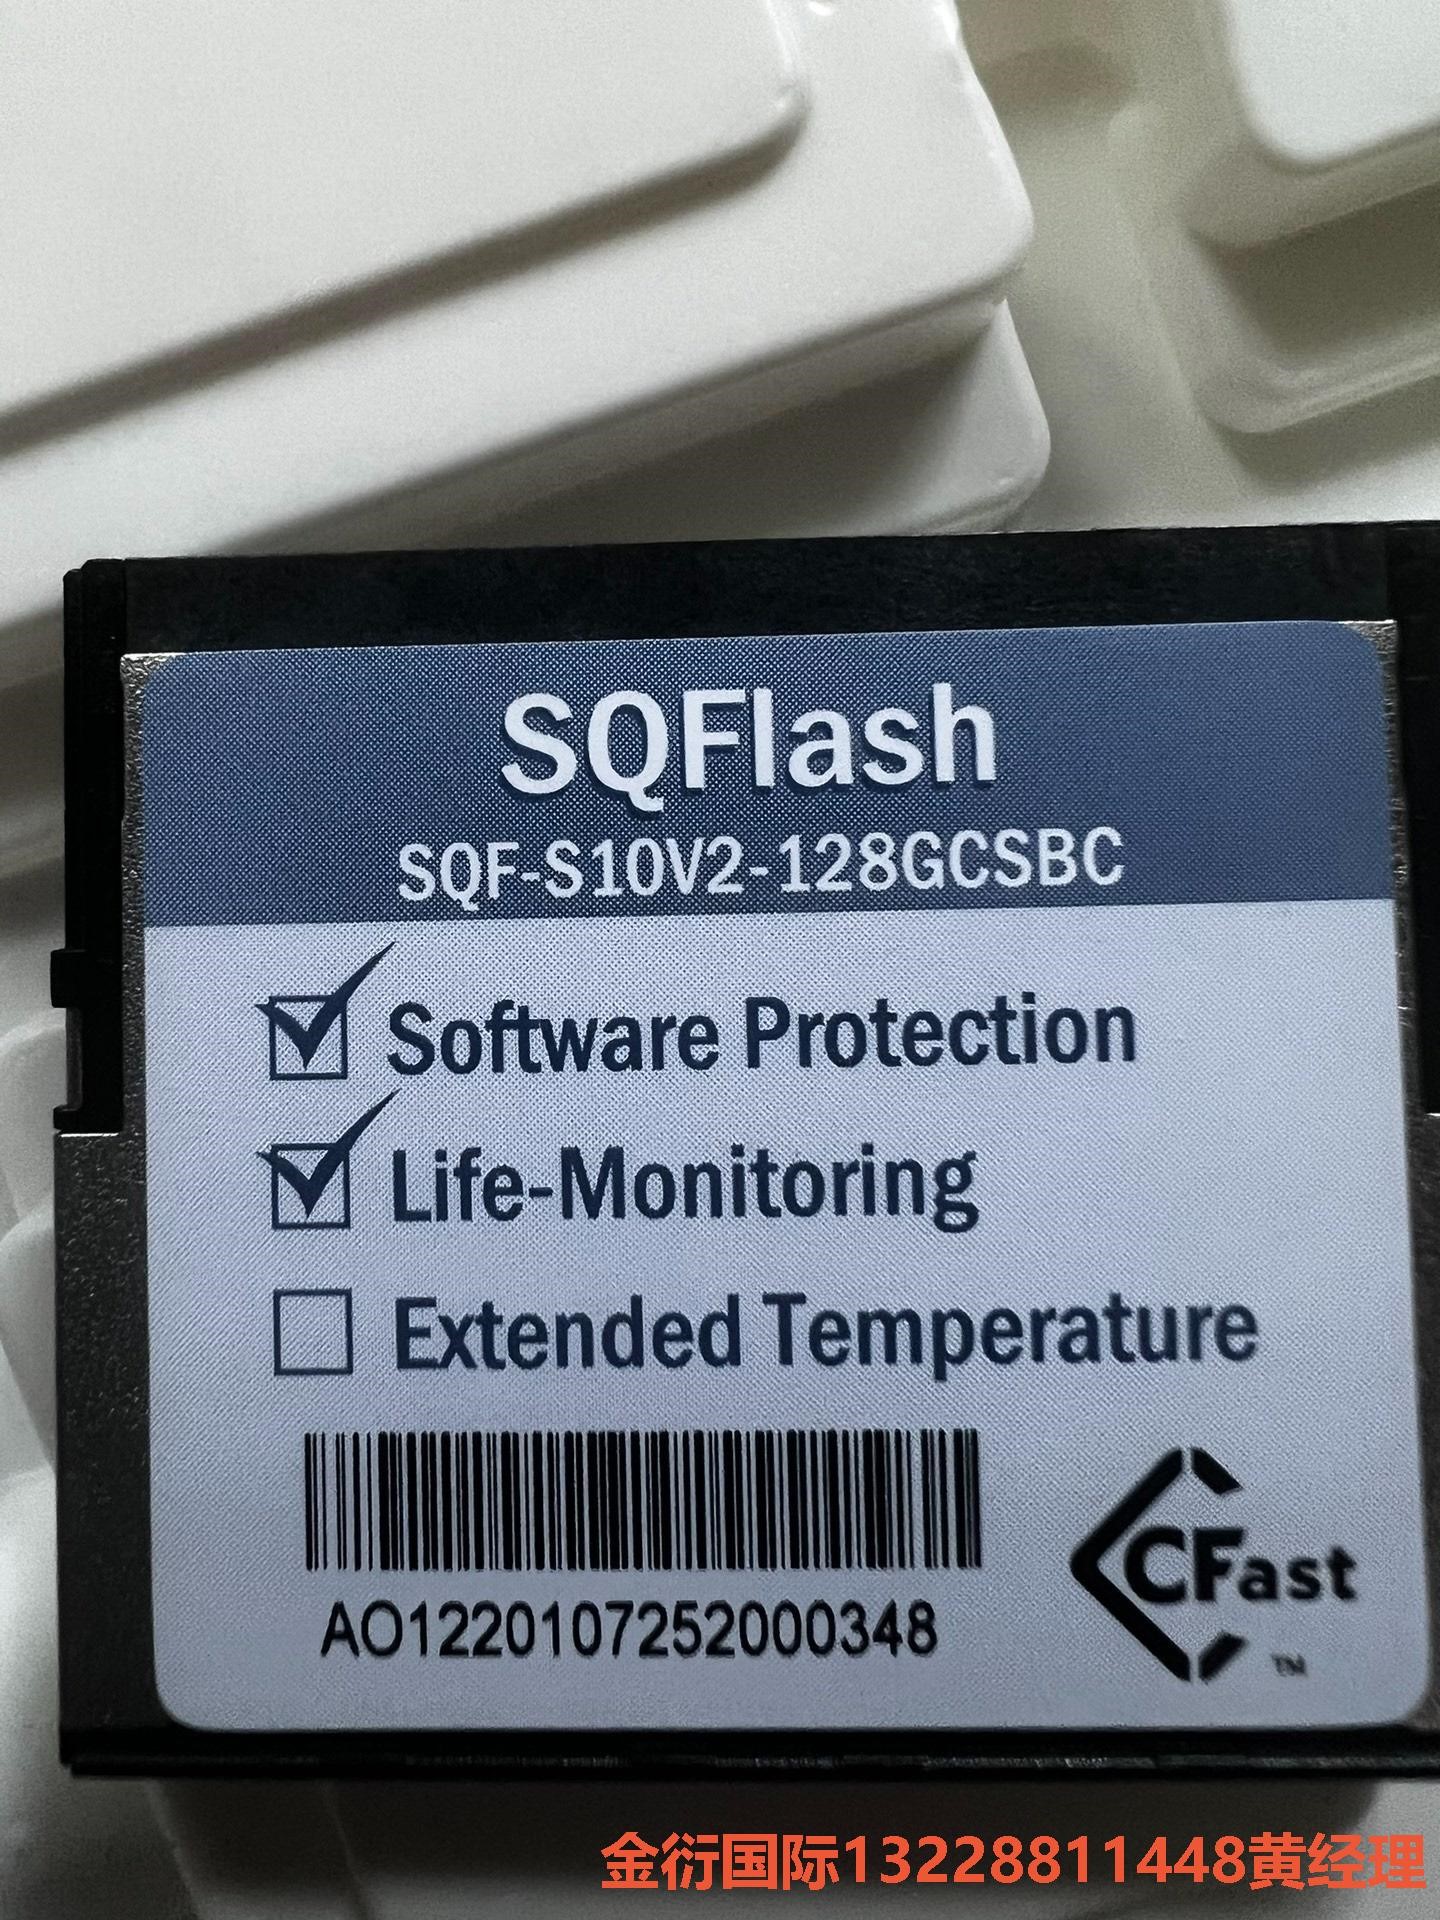 SQFlash
SQF-S10V2-128GCSBC
Software Protection
Life-Monitoring
Extended Temperature
AO1220107252000348
CFast
TM
金衍国际13228811448黄经理